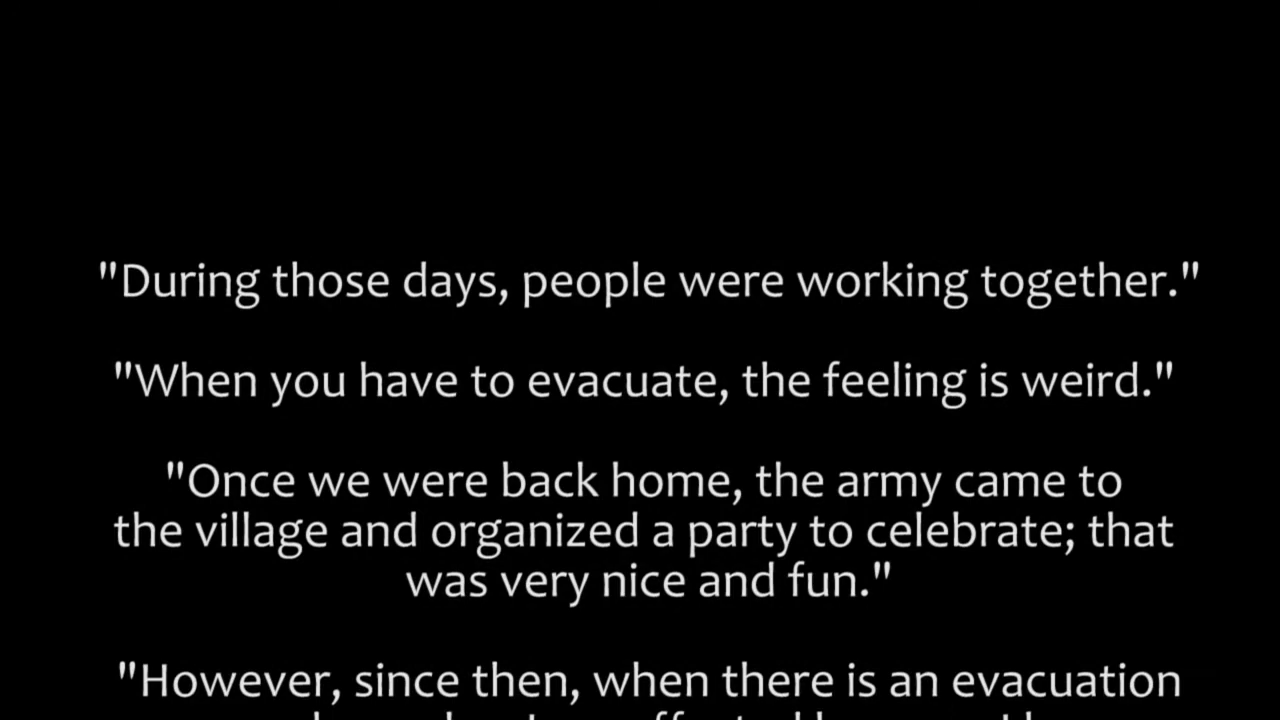 "During those days, people were working together."
"When you have to evacuate, the feeling is weird."
"Once we were back home, the army came to
the village and organized a party to celebrate; that
was very nice and fun."
"However, since then, when there is an evacuation